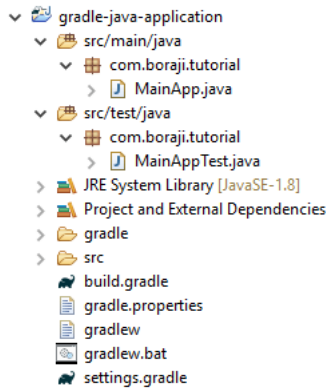 gradle-java-application
src/main/java
com.boraji.tutorial
MainApp.java
src/test/java
com.boraji.tutorial
MainAppTest.java
JRE System Library [JavaSE-1.8]
Project and External Dependencies
gradle
src
build.gradle
gradle.properties
gradlew
gradlew.bat
settings.gradle